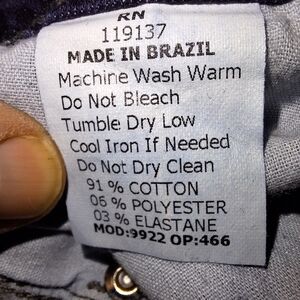 RN
119137
MADE IN BRAZIL
Machine Wash Warm
Do Not Bleach
Tumble Dry Low
Cool Iron If Needed
Do Not Dry Clean
91 % COTTON
06 % POLYESTER
03 % ELASTANE
MOD:9922 OP:466